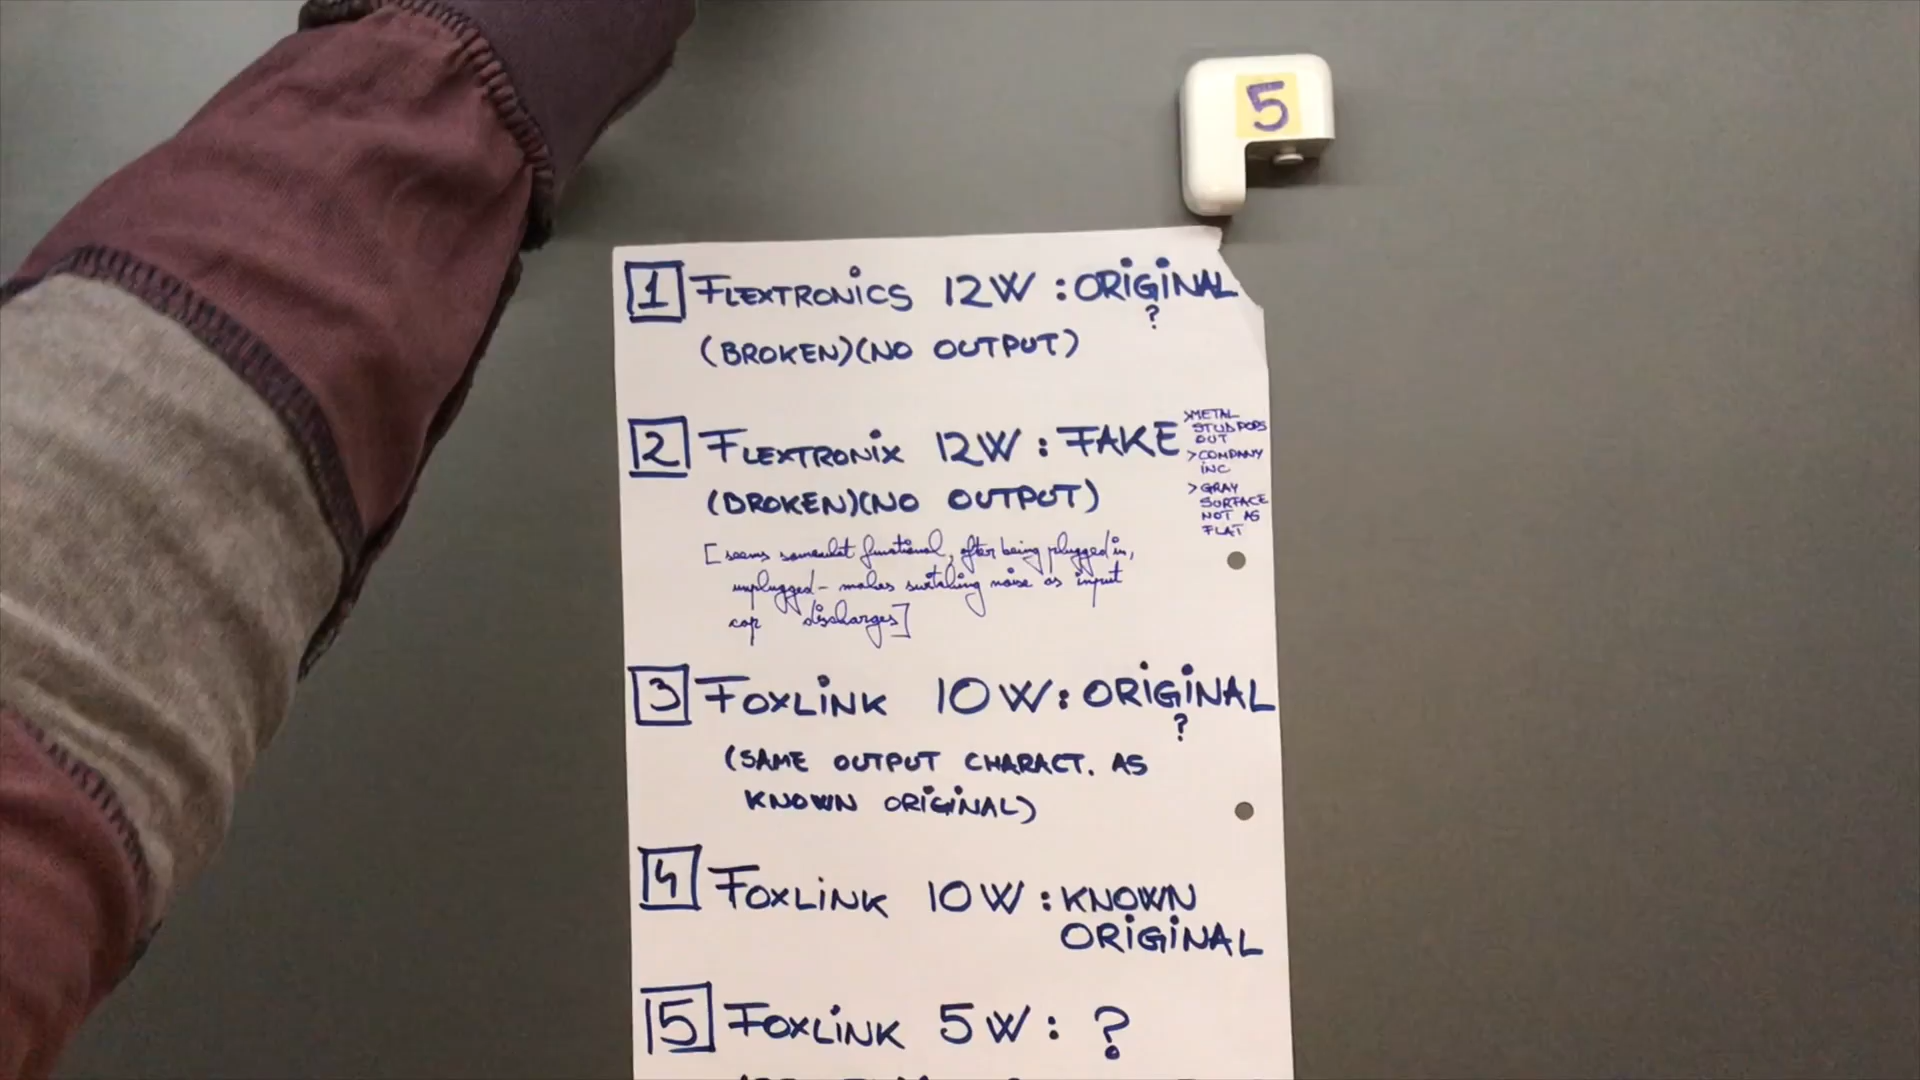 5
1 FLEXTRONICS 12W : ORIGINAL
?
(BROKEN)(NO OUTPUT)
2 FLEXTRONIX 12W : FAKE
>METAL
STUD POPS
OUT
>COMPANY
INC
>GRAY
SURFACE
NOT AS
FLAT
(BROKEN)(NO OUTPUT)
[seems somewhat functional, after being plugged in,
unplugged - makes switching noise as input
cap discharges]
3 FOXLINK 10W : ORIGINAL
?
(SAME OUTPUT CHARACT. AS
KNOWN ORIGINAL)
4 FOXLINK 10W : KNOWN
ORIGINAL
5 FOXLINK 5W : ?